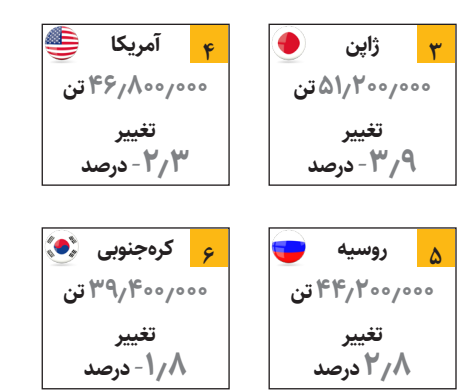 ۳ ژاپن
۵۱٫۲۰۰٫۰۰۰ تن
تغییر
-۳٫۹ درصد
۴ آمریکا
۴۶٫۸۰۰٫۰۰۰ تن
تغییر
-۲٫۳ درصد
۵ روسیه
۴۴٫۲۰۰٫۰۰۰ تن
تغییر
۲٫۸ درصد
۶ کره‌جنوبی
۳۹٫۴۰۰٫۰۰۰ تن
تغییر
-۱٫۸ درصد